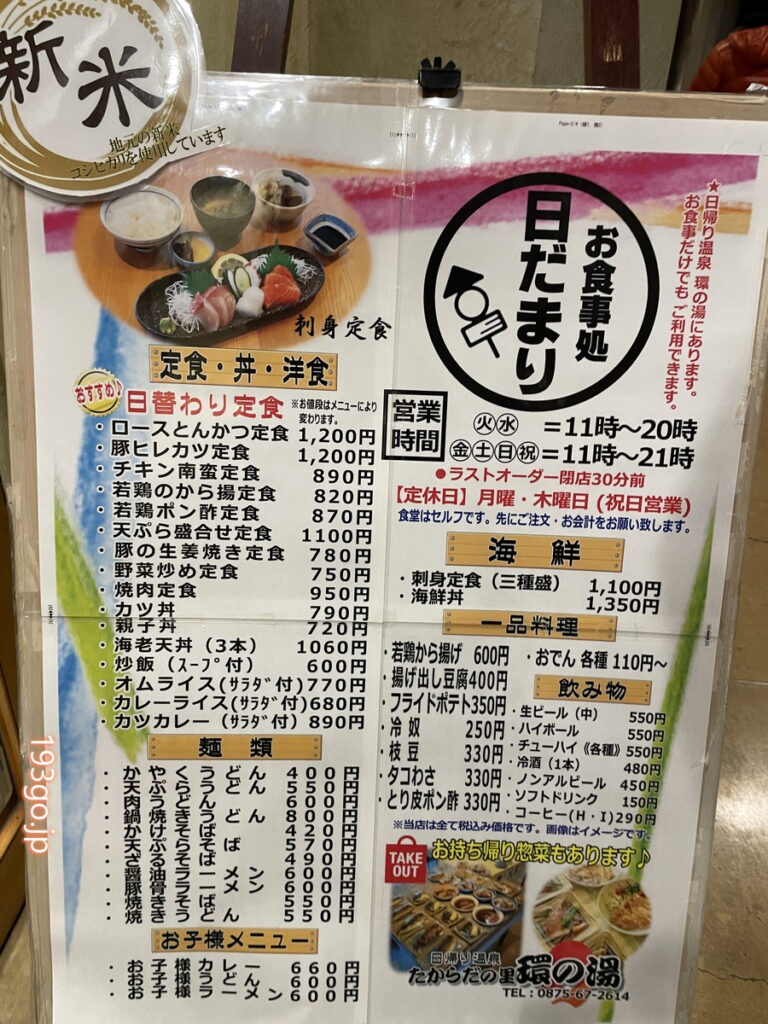 新米
地元の新米
コシヒカリを使用しています
刺身定食
お食事処
日だまり
★日帰り温泉 環の湯にあります。
お食事だけでも ご利用できます。
定食・丼・洋食
おすすめ♪
日替わり定食 ※お値段はメニューにより
変わります。
・ロースとんかつ定食 1,200円
・豚ヒレカツ定食 1,200円
・チキン南蛮定食 890円
・若鶏のから揚定食 820円
・若鶏ポン酢定食 870円
・天ぷら盛合せ定食 1100円
・豚の生姜焼き定食 780円
・野菜炒め定食 750円
・焼肉定食 950円
・カツ丼 790円
・親子丼 720円
・海老天丼（3本） 1060円
・炒飯（ｽｰﾌﾟ付） 600円
・オムライス(ｻﾗﾀﾞ付)770円
・カレーライス(ｻﾗﾀﾞ付)680円
・カツカレー（ｻﾗﾀﾞ付）890円
麺類
・かやくうどん 400円
・天ぷらうどん 550円
・肉うどん 600円
・鍋焼きうどん 800円
・かけそば 420円
・天ぷらそば 570円
・ざるそば 490円
・醤油ラーメン 600円
・豚骨ラーメン 600円
・焼きそば 550円
・焼きうどん 550円
お子様メニュー
・お子様カレー 660円
・お子様うどん 600円
・お子様ラーメン 600円
営業
時間
火水 ＝11時〜20時
金土日祝＝11時〜21時
●ラストオーダー閉店30分前
【定休日】月曜・木曜日 (祝日営業)
食堂はセルフです。先にご注文・お会計をお願い致します。
海鮮
・刺身定食（三種盛） 1,100円
・海鮮丼 1,350円
一品料理
・若鶏から揚げ 600円
・揚げ出し豆腐400円
・フライドポテト350円
・冷奴 250円
・枝豆 330円
・タコわさ 330円
・とり皮ポン酢 330円
・おでん 各種 110円〜
飲み物
・生ビール（中） 550円
・ハイボール 550円
・チューハイ《各種》550円
・冷酒（1本） 480円
・ノンアルビール 450円
・ソフトドリンク 150円
・コーヒー(H・I)290円
※当店は全て税込み価格です。画像はイメージです。
TAKE
OUT
お持ち帰り惣菜もあります♪
日帰り温泉
たからだの里 環の湯
TEL：0875-67-2614
193go.jp